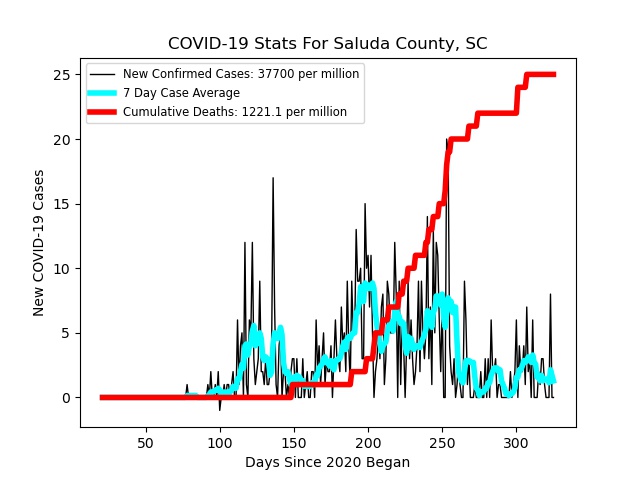 COVID-19 Stats For Saluda County, SC
New Confirmed Cases: 37700 per million
7 Day Case Average
Cumulative Deaths: 1221.1 per million
New COVID-19 Cases
25
20
15
10
5
0
50 100 150 200 250 300
Days Since 2020 Began